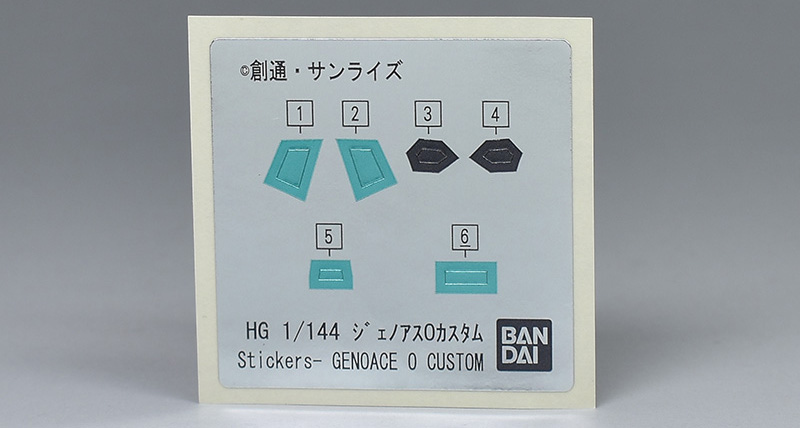 ©創通・サンライズ
1 2 3 4
5 6
HG 1/144 ジェノアスOカスタム
Stickers- GENOACE O CUSTOM
BAN
DAI